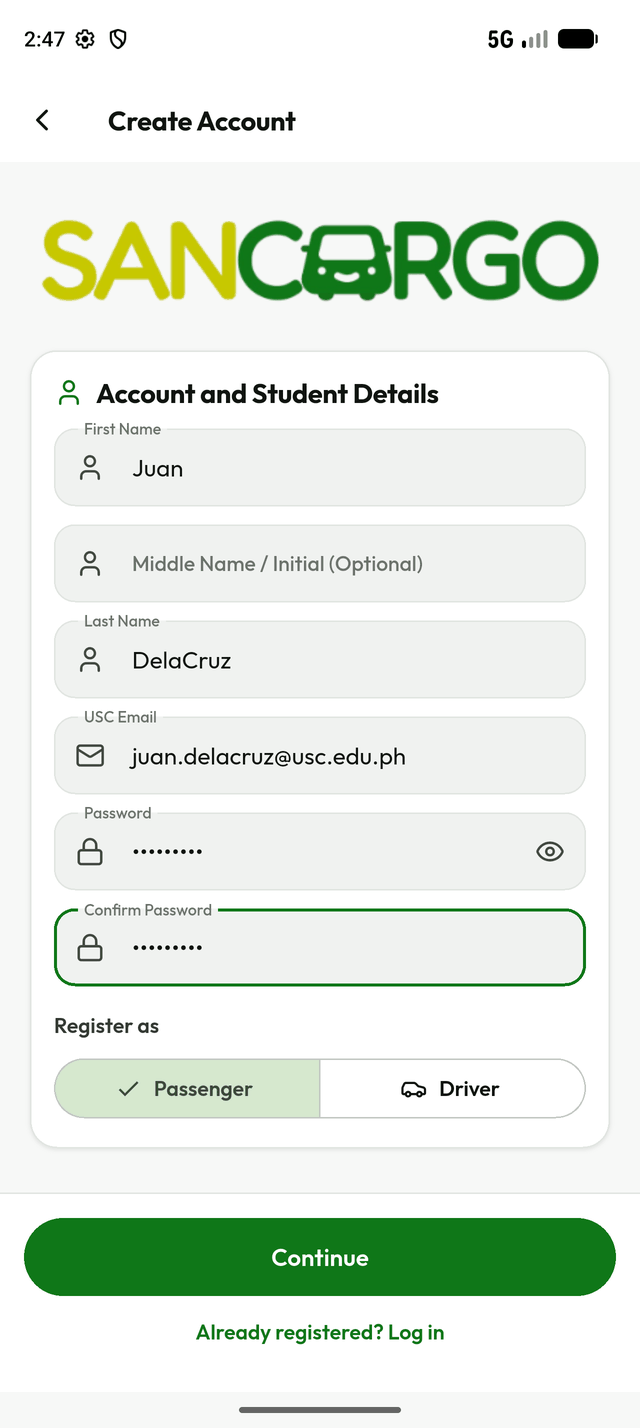 2:47
5G
Create Account
SANCARGO
Account and Student Details
First Name
Juan
Middle Name / Initial (Optional)
Last Name
DelaCruz
USC Email
juan.delacruz@usc.edu.ph
Password
•••••••••
Confirm Password
•••••••••
Register as
Passenger
Driver
Continue
Already registered? Log in